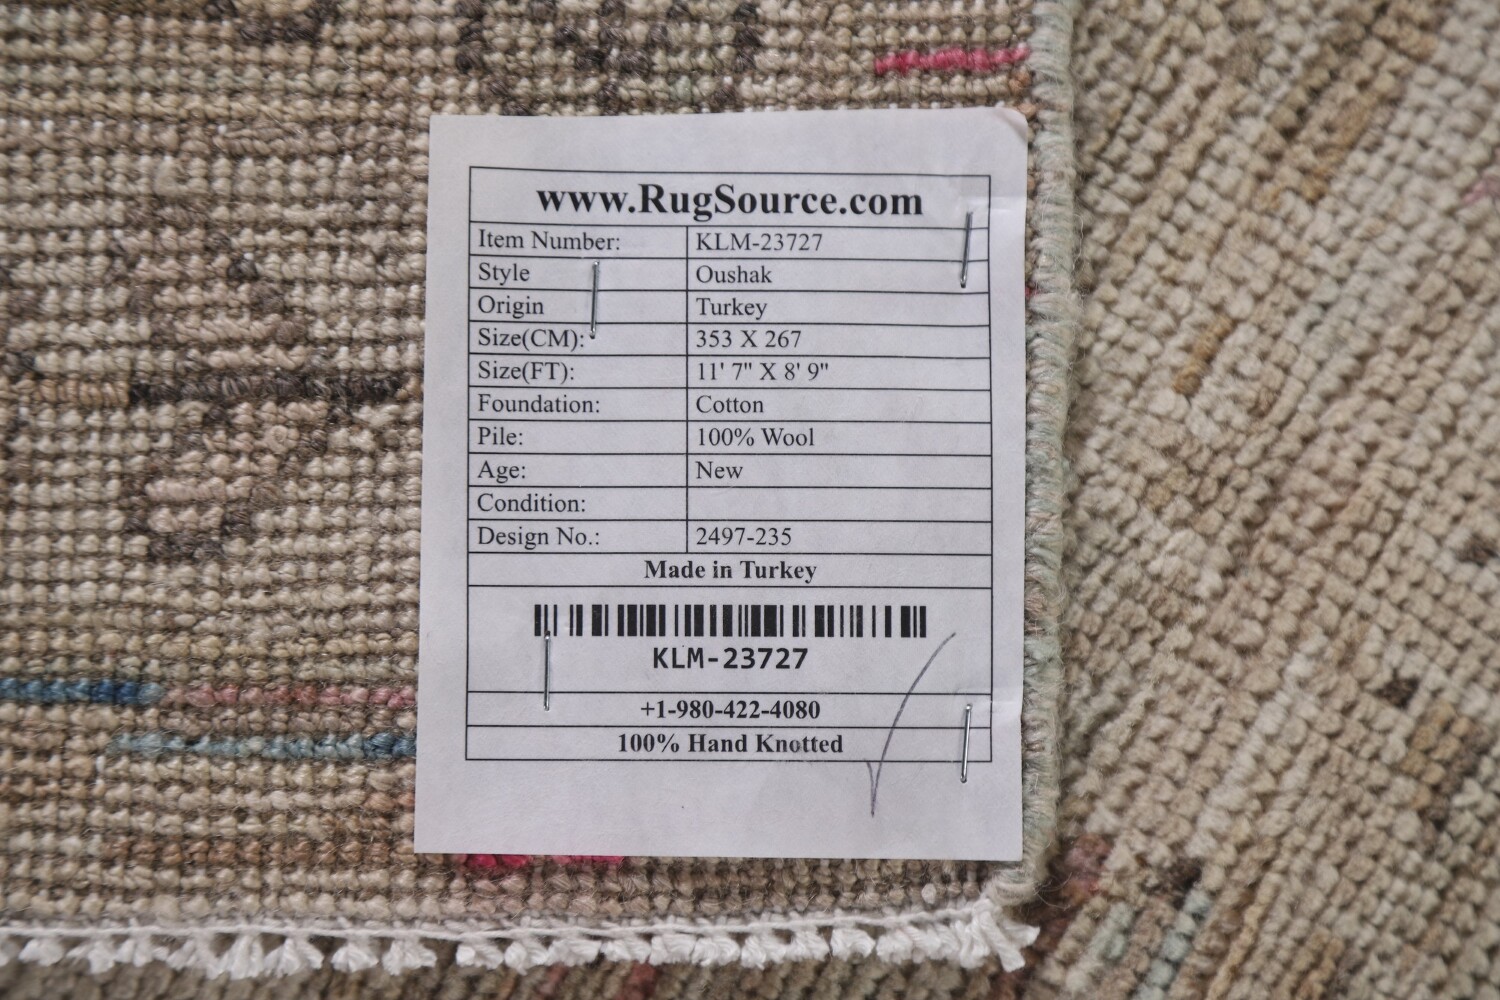 www.RugSource.com
Item Number: KLM-23727
Style Oushak
Origin Turkey
Size(CM): 353 X 267
Size(FT): 11' 7" X 8' 9"
Foundation: Cotton
Pile: 100% Wool
Age: New
Condition:
Design No.: 2497-235
Made in Turkey
KLM-23727
+1-980-422-4080
100% Hand Knotted